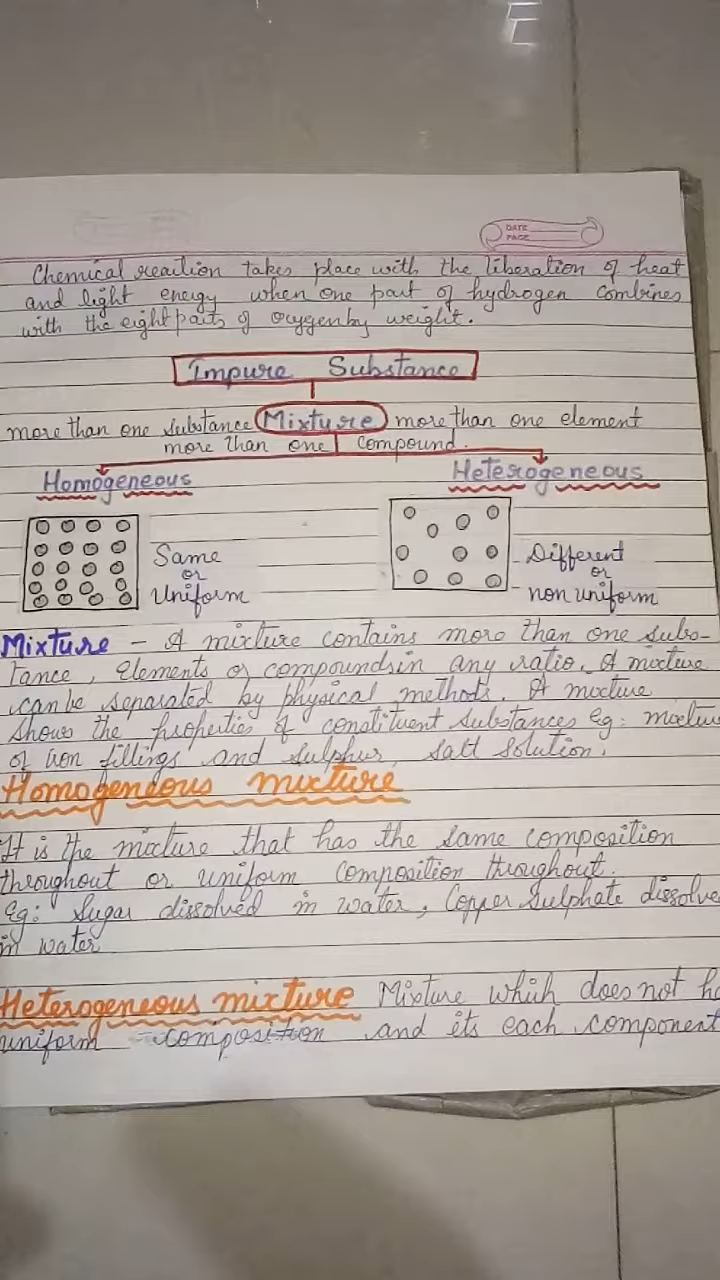 DATE
PAGE
Chemical reaction takes place with the liberation of heat
and light energy when one part of hydrogen combines
with the eight parts of oxygen by weight.
Impure Substance
more than one substance Mixture more than one element
more than one compound.
Homogeneous Heterogeneous
Same
or
Uniform
Different
or
non uniform
Mixture - A mixture contains more than one subs-
tance, elements or compounds in any ratio. A mixture
can be separated by physical methods. A mixture
shows the properties of constituent substances Eg: mixtu
of iron fillings and sulphur, salt solution.
Homogeneous mixture
It is the mixture that has the same composition
throughout or uniform composition throughout.
Eg: Sugar dissolved in water, Copper Sulphate dissolve
in water
Heterogeneous mixture Mixture which does not ha
uniform composition and its each component